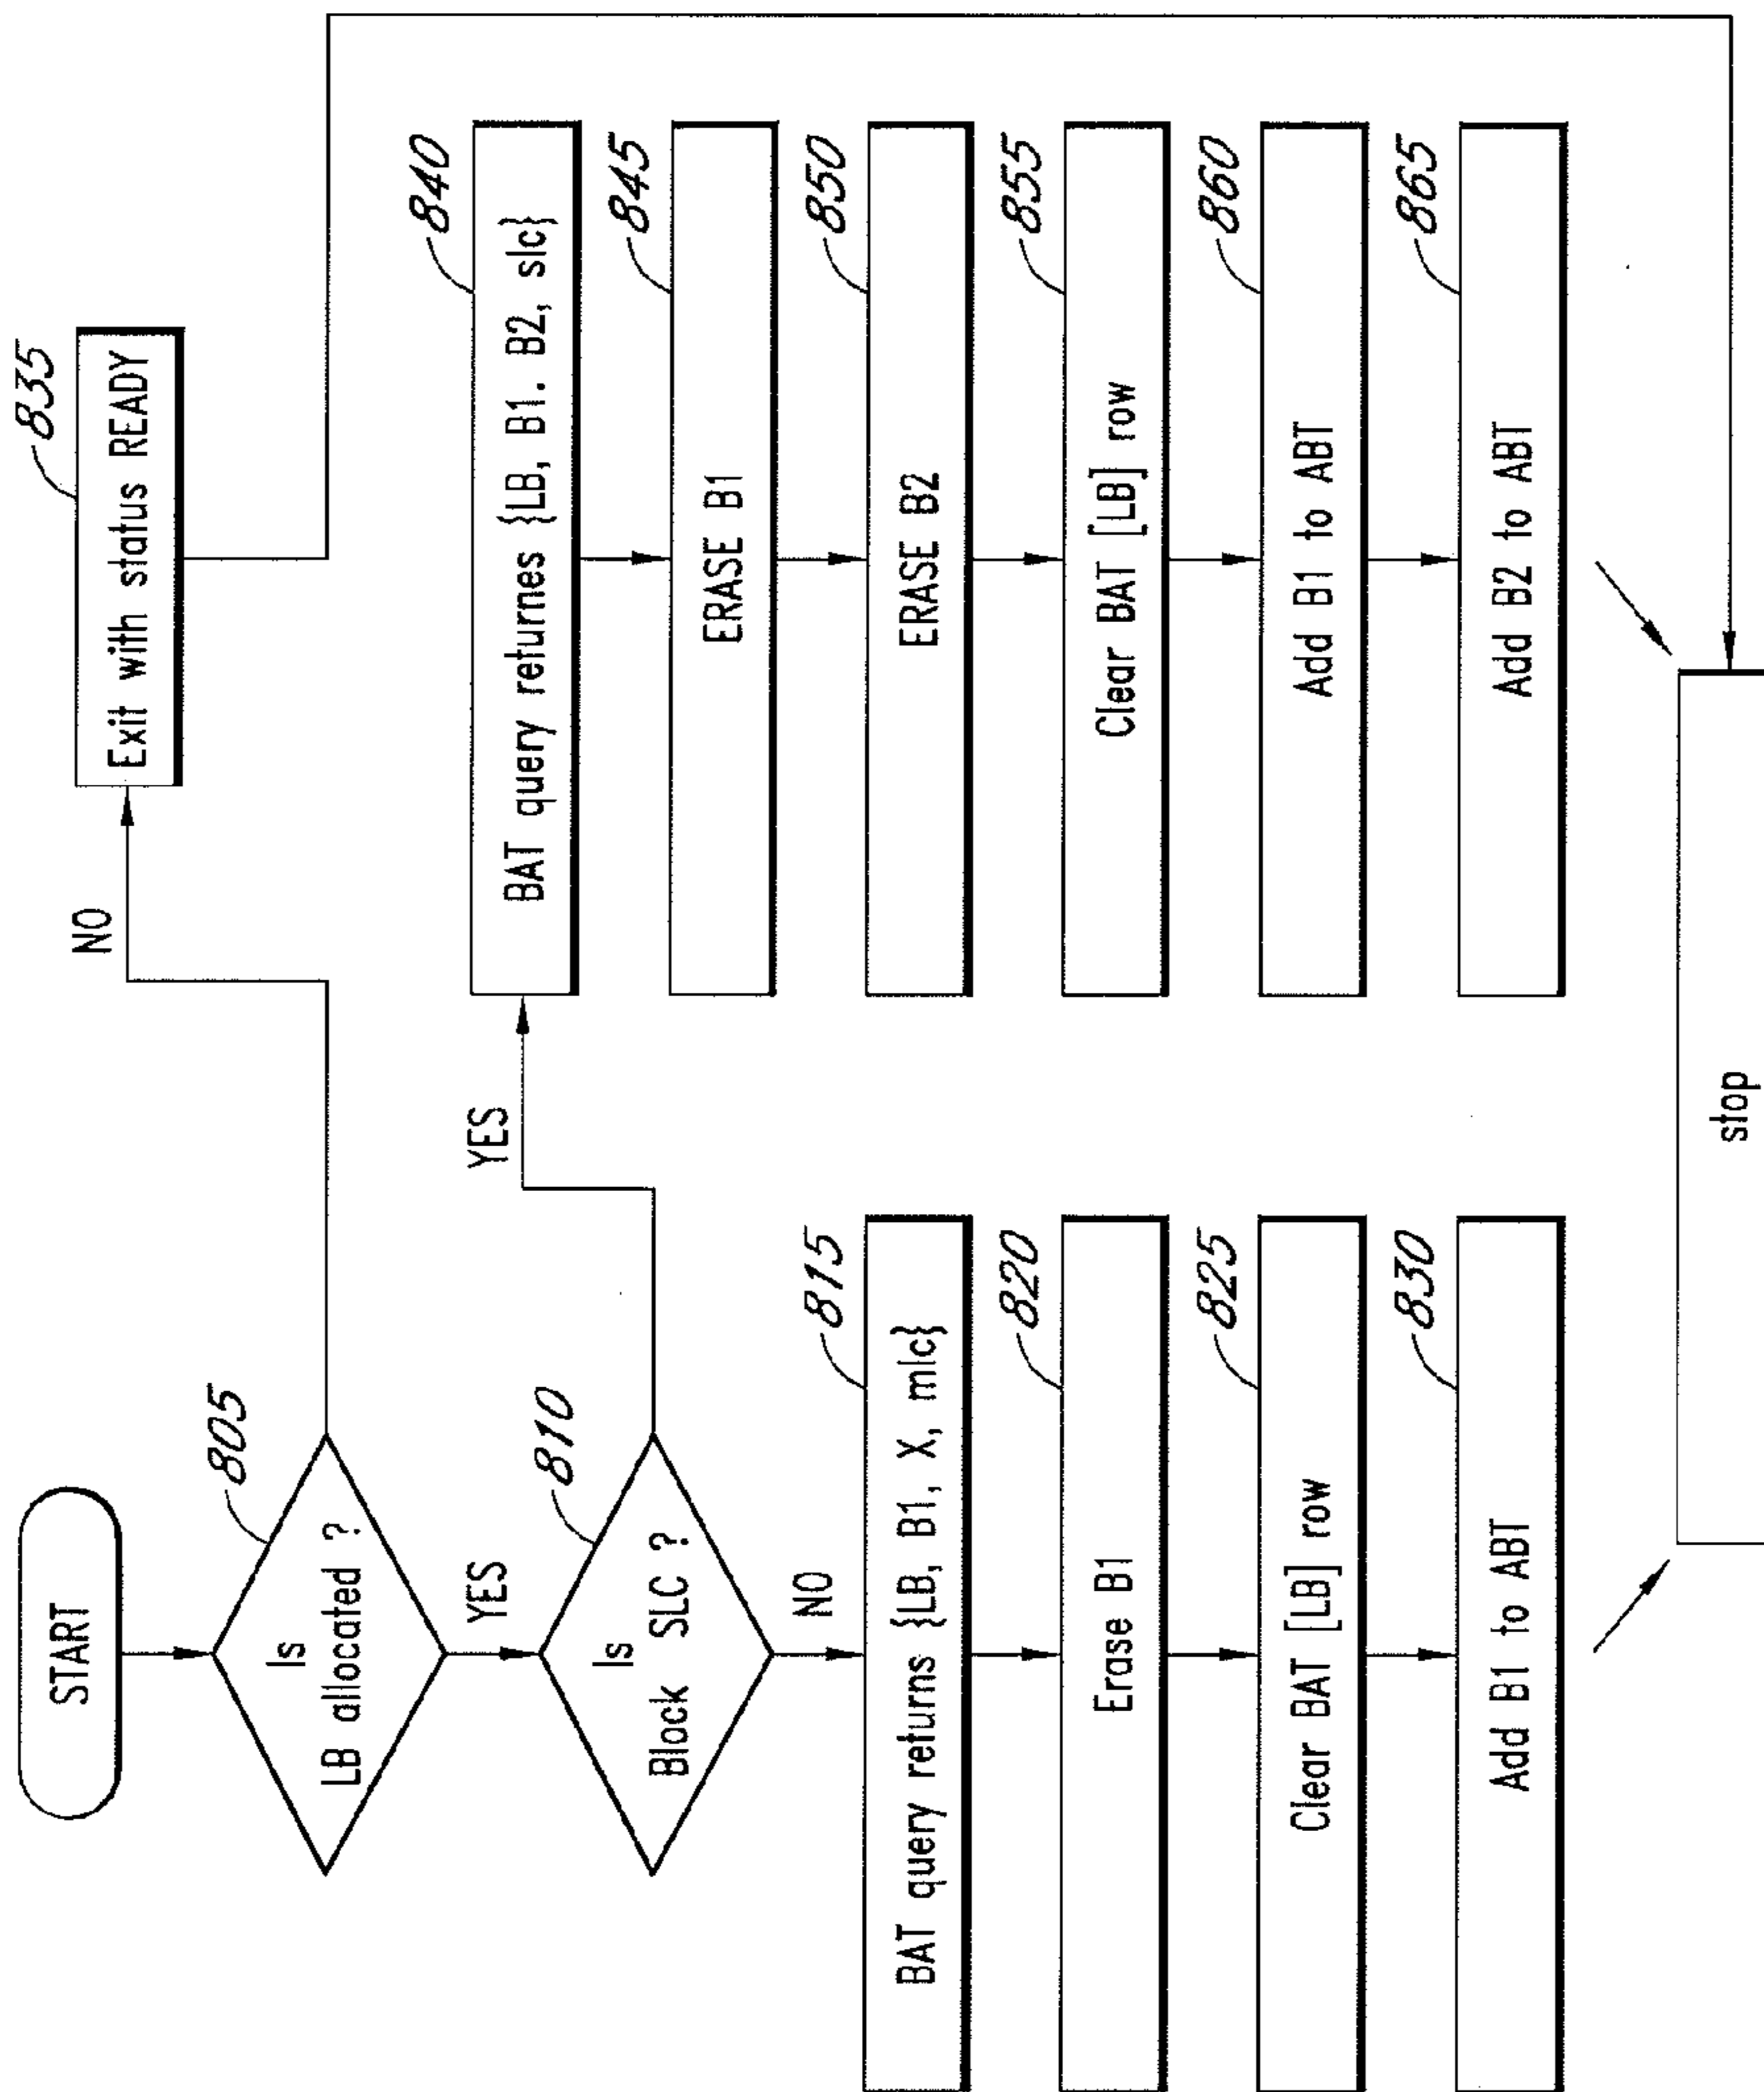 START
805
Is
LB allocated ?
NO
835
Exit with status READY
YES
810
Is
Block SLC ?
YES
840
BAT query returnes {LB, B1. B2, slc}
845
ERASE B1
850
ERASE B2
855
Clear BAT [LB] row
860
Add B1 to ABT
865
Add B2 to ABT
NO
815
BAT query returns {LB, B1, X, mlc}
820
Erase B1
825
Clear BAT [LB] row
830
Add B1 to ABT
stop